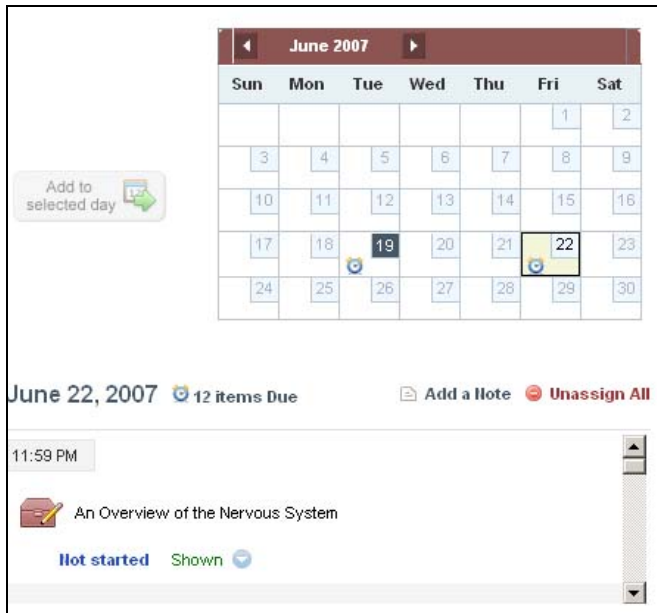 June 2007
Sun Mon Tue Wed Thu Fri Sat
1 2
3 4 5 6 7 8 9
Add to
selected day
10 11 12 13 14 15 16
17 18 19 20 21 22 23
24 25 26 27 28 29 30
June 22, 2007 12 items Due Add a Note Unassign All
11:59 PM
An Overview of the Nervous System
Not started Shown